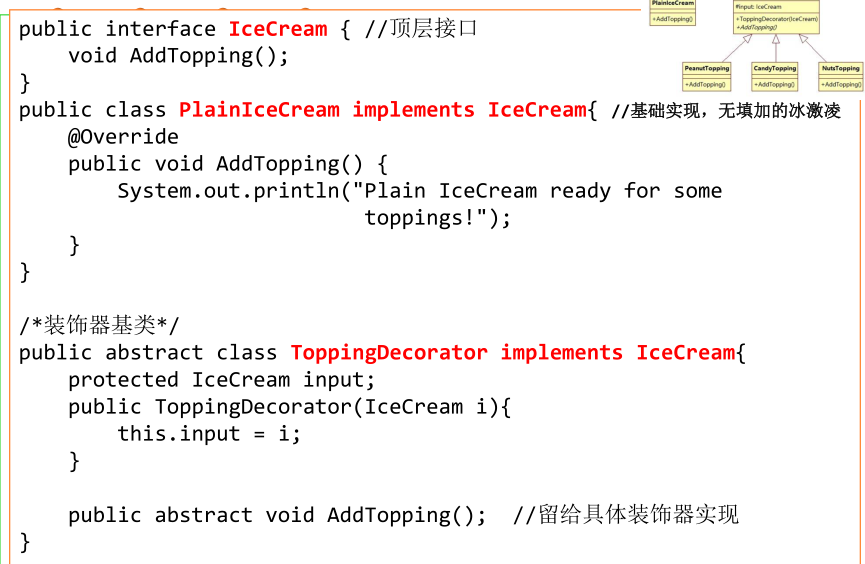 public interface IceCream { //顶层接口
    void AddTopping();
}
public class PlainIceCream implements IceCream{ //基础实现，无填加的冰激凌
    @Override
    public void AddTopping() {
        System.out.println("Plain IceCream ready for some
                            toppings!");
    }
}
/*装饰器基类*/
public abstract class ToppingDecorator implements IceCream{
    protected IceCream input;
    public ToppingDecorator(IceCream i){
        this.input = i;
    }
    public abstract void AddTopping();  //留给具体装饰器实现
}
PlainIceCream
+AddTopping()
#input: IceCream
+ToppingDecorator(IceCream)
+AddTopping()
PeanutTopping
+AddTopping()
CandyTopping
+AddTopping()
NutsTopping
+AddTopping()